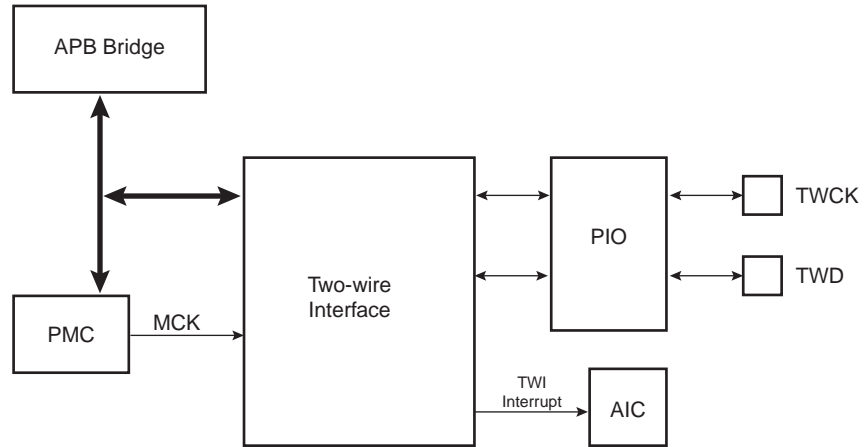 APB Bridge
TWCK
PIO
Two-wire
Interface
TWD
PMC
MCK
TWI
Interrupt
AIC